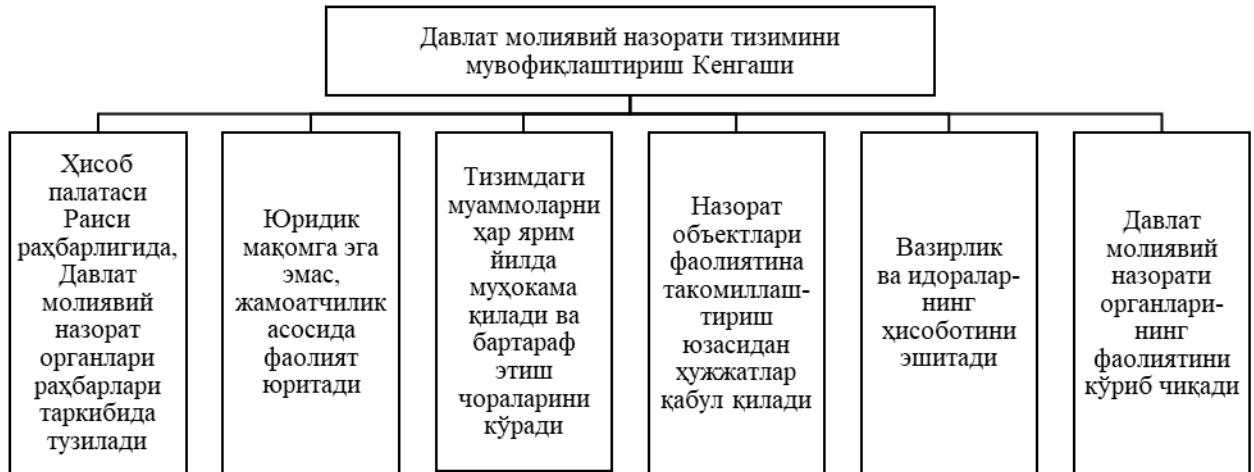 Давлат молиявий назорати тизимини
мувофиқлаштириш Кенгаши
Ҳисоб
палатаси
Раиси
раҳбарлигида,
Давлат
молиявий
назорат
органлари
раҳбарлари
таркибида
тузилади
Юридик
мақомга эга
эмас,
жамоатчилик
асосида
фаолият
юритади
Тизимдаги
муаммоларни
ҳар ярим
йилда
муҳокама
қилади ва
бартараф
этиш
чораларини
кўради
Назорат
объектлари
фаолиятина
такомиллаш-
тириш
юзасидан
ҳужжатлар
қабул қилади
Вазирлик
ва идоралар-
нинг
ҳисоботини
эшитади
Давлат
молиявий
назорати
органлари-
нинг
фаолиятини
кўриб чиқади